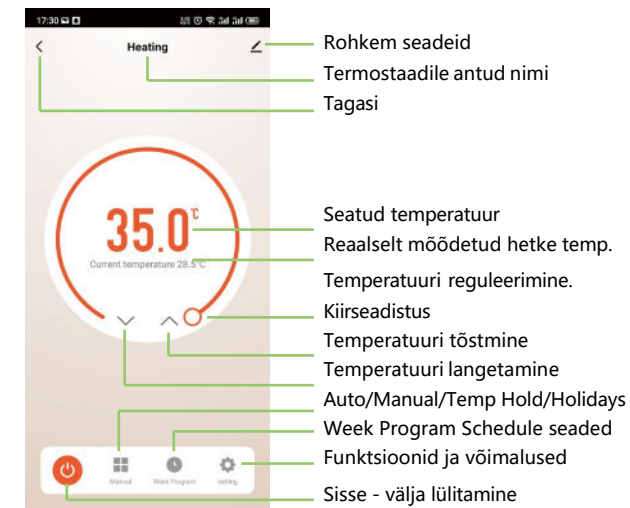 17:30
Heating
Rohkem seadeid
Termostaadile antud nimi
Tagasi
35.0℃
Current temperature 28.5℃
Seatud temperatuur
Reaalselt mõõdetud hetke temp.
Temperatuuri reguleerimine.
Kiirseadistus
Temperatuuri tõstmine
Temperatuuri langetamine
Auto/Manual/Temp Hold/Holidays
Week Program Schedule seaded
Funktsioonid ja võimalused
Sisse - välja lülitamine
Manual
Week Program
setting